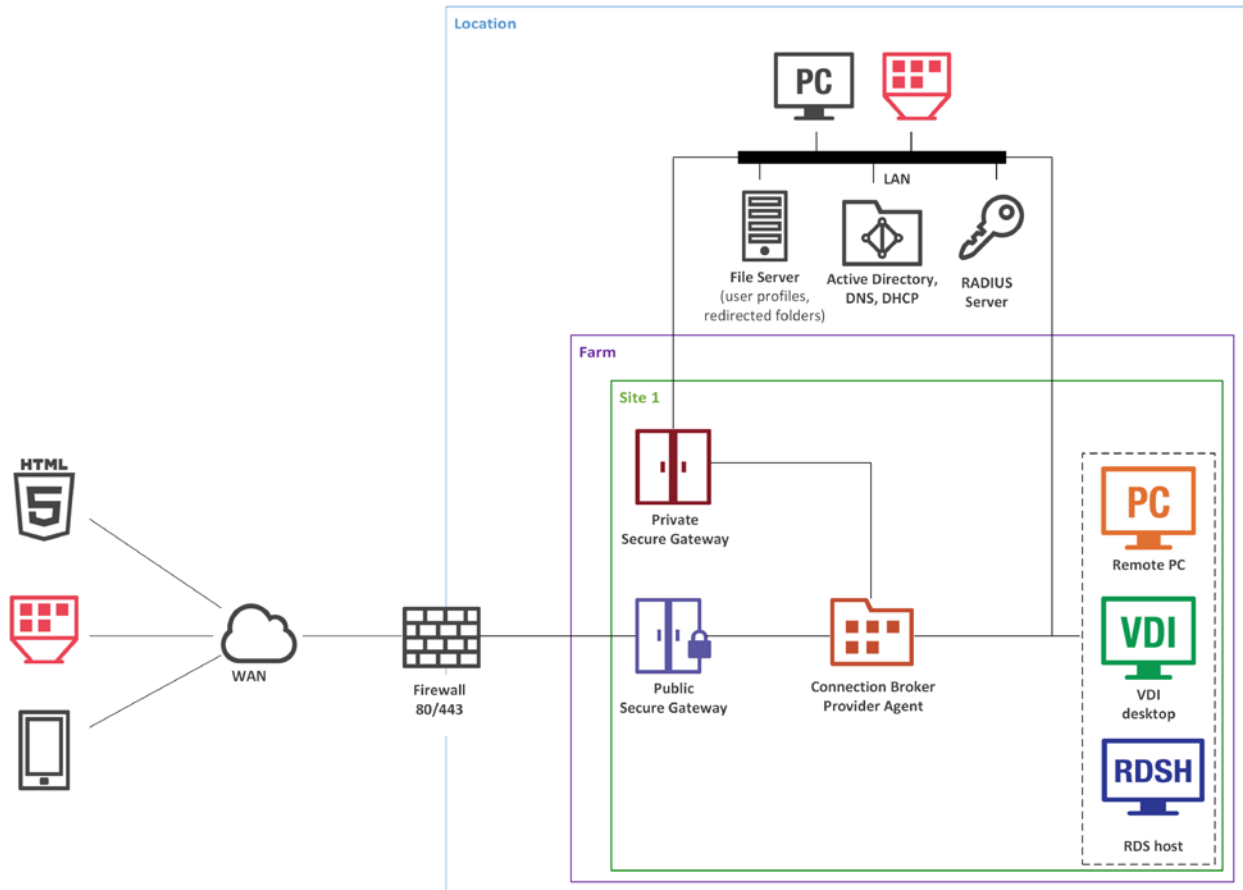 Location
PC
LAN
File Server
(user profiles,
redirected folders)
Active Directory,
DNS, DHCP
RADIUS
Server
Farm
Site 1
HTML
5
WAN
Firewall
80/443
Private
Secure Gateway
Public
Secure Gateway
Connection Broker
Provider Agent
PC
Remote PC
VDI
VDI
desktop
RDSH
RDS host